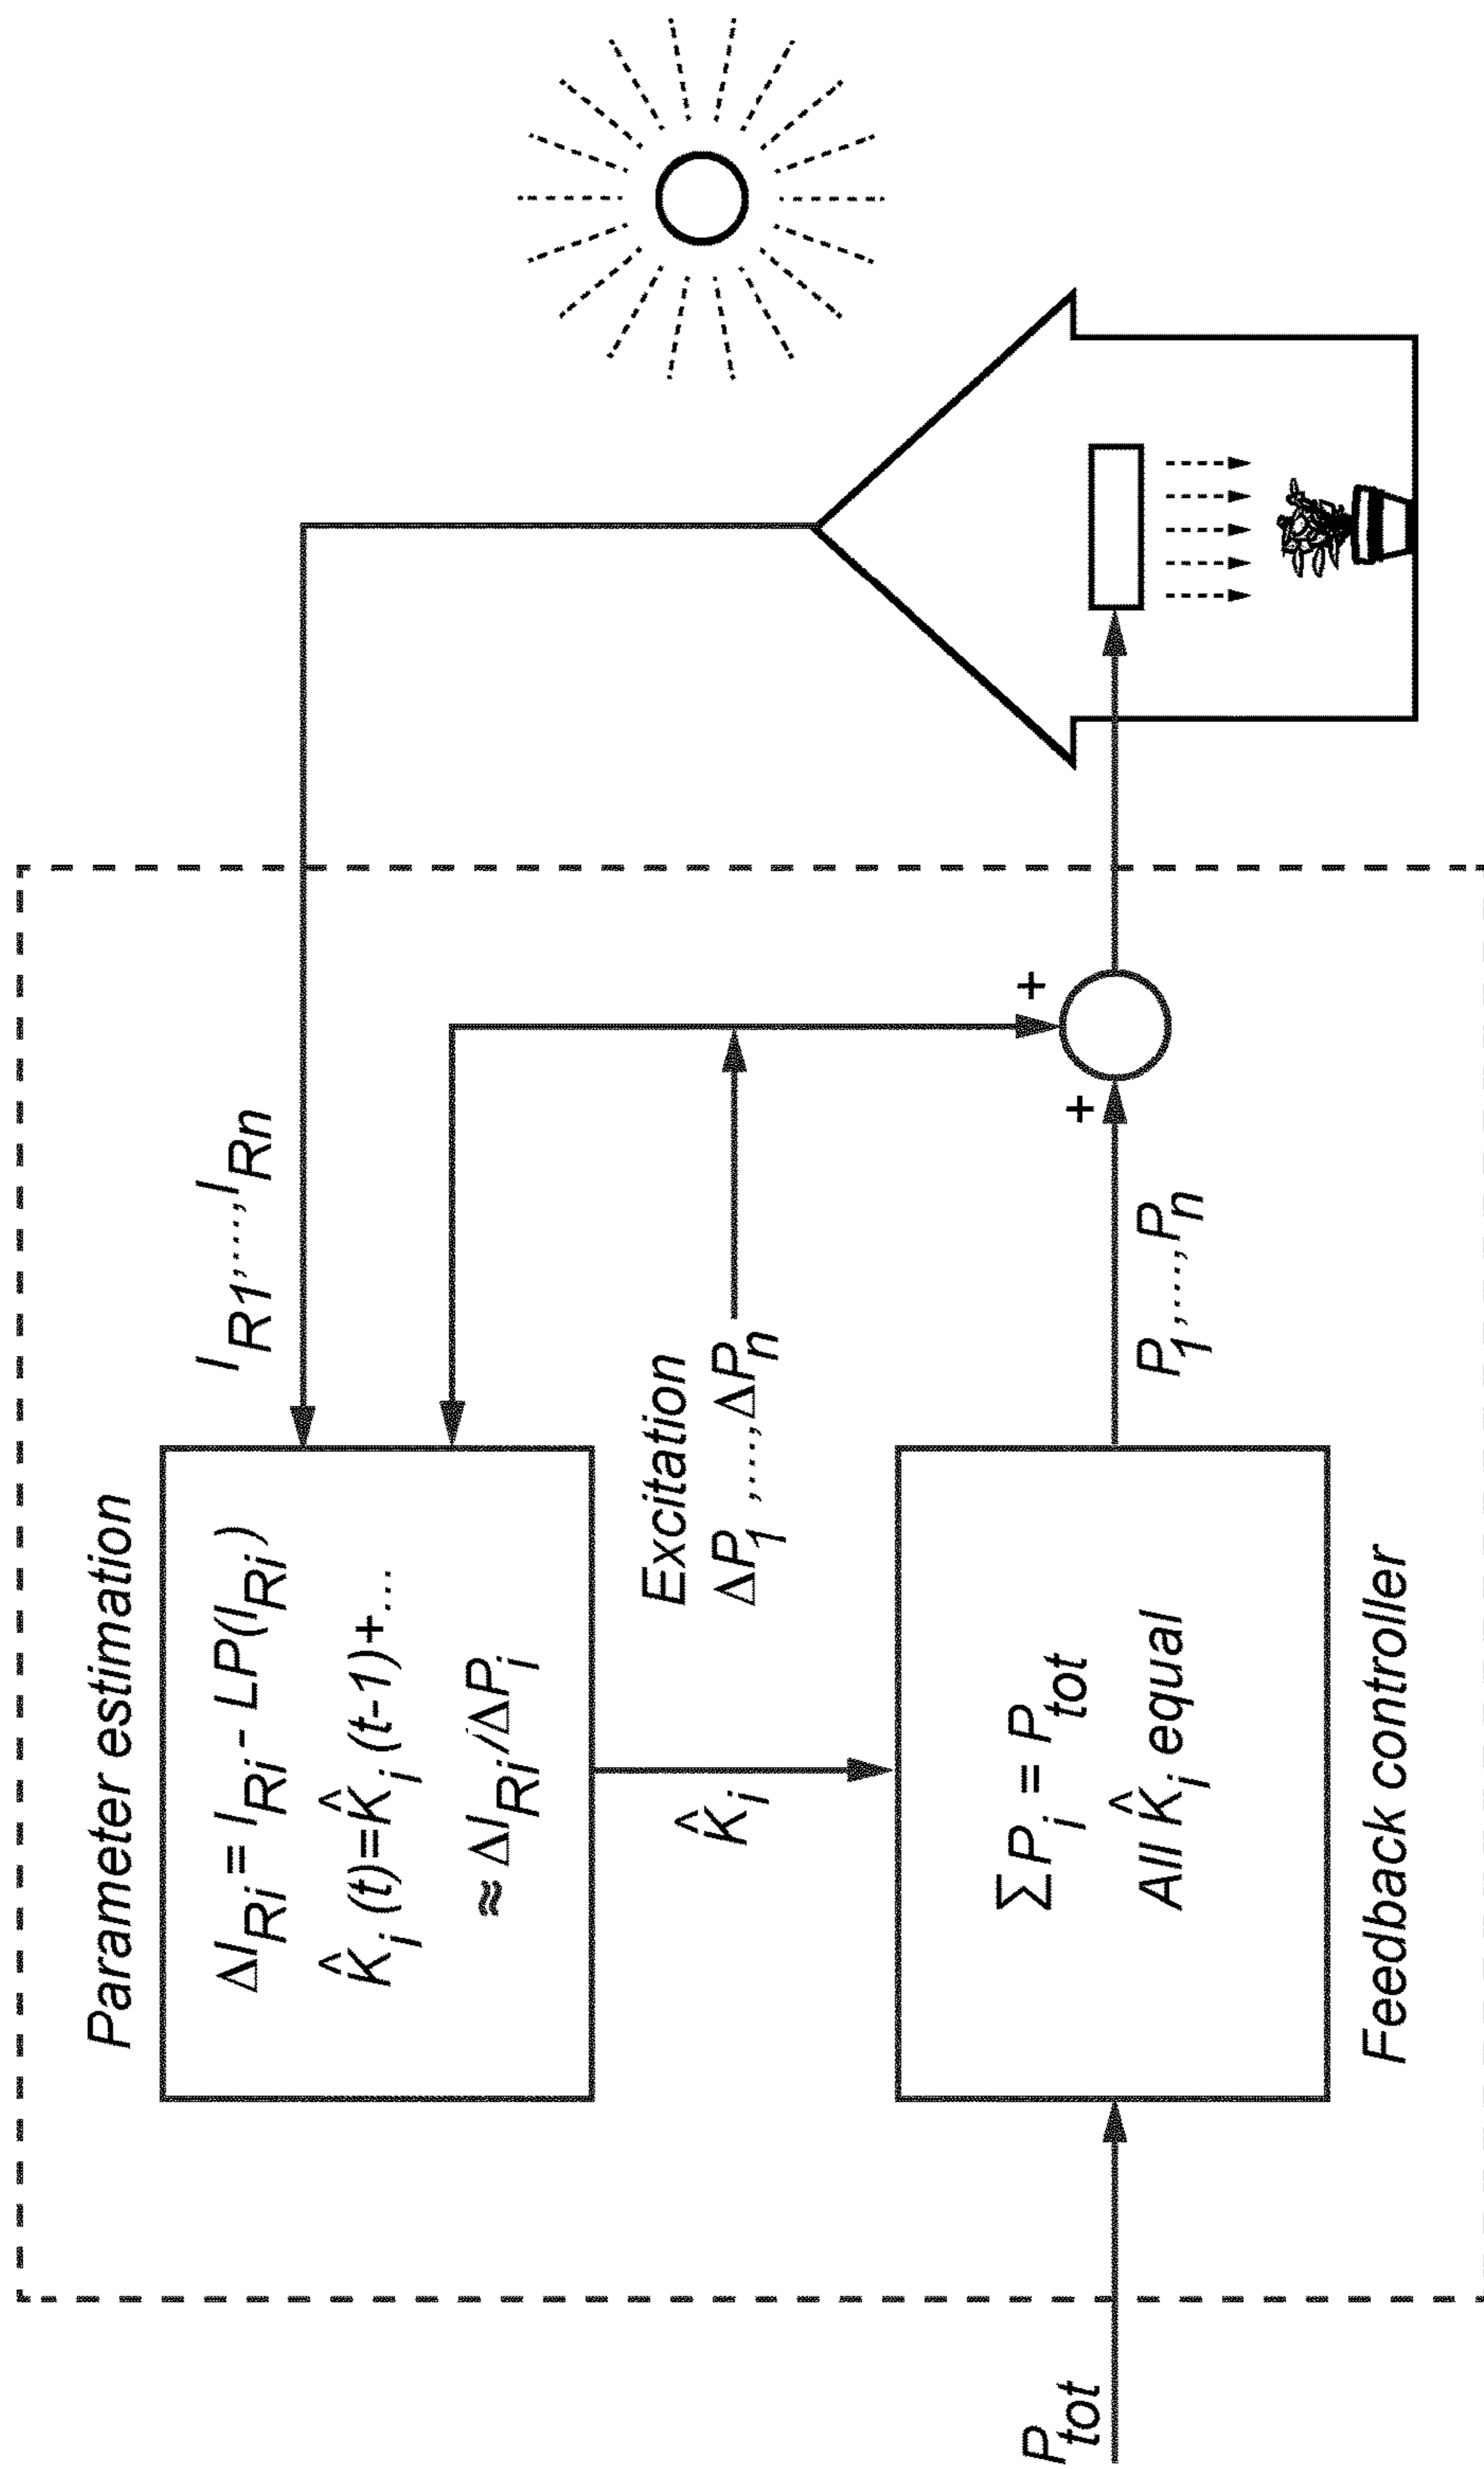 Parameter estimation
ΔI_Ri = I_Ri - LP(I_Ri)
K̂_i (t)=K̂_i (t-1)+...
≈ ΔI_Ri/ΔP_i
I_R1,...,I_Rn
Excitation
ΔP_1,...,ΔP_n
K̂_i
+
+
P_tot
∑P_i = P_tot
All K̂_i equal
P_1,...,P_n
Feedback controller